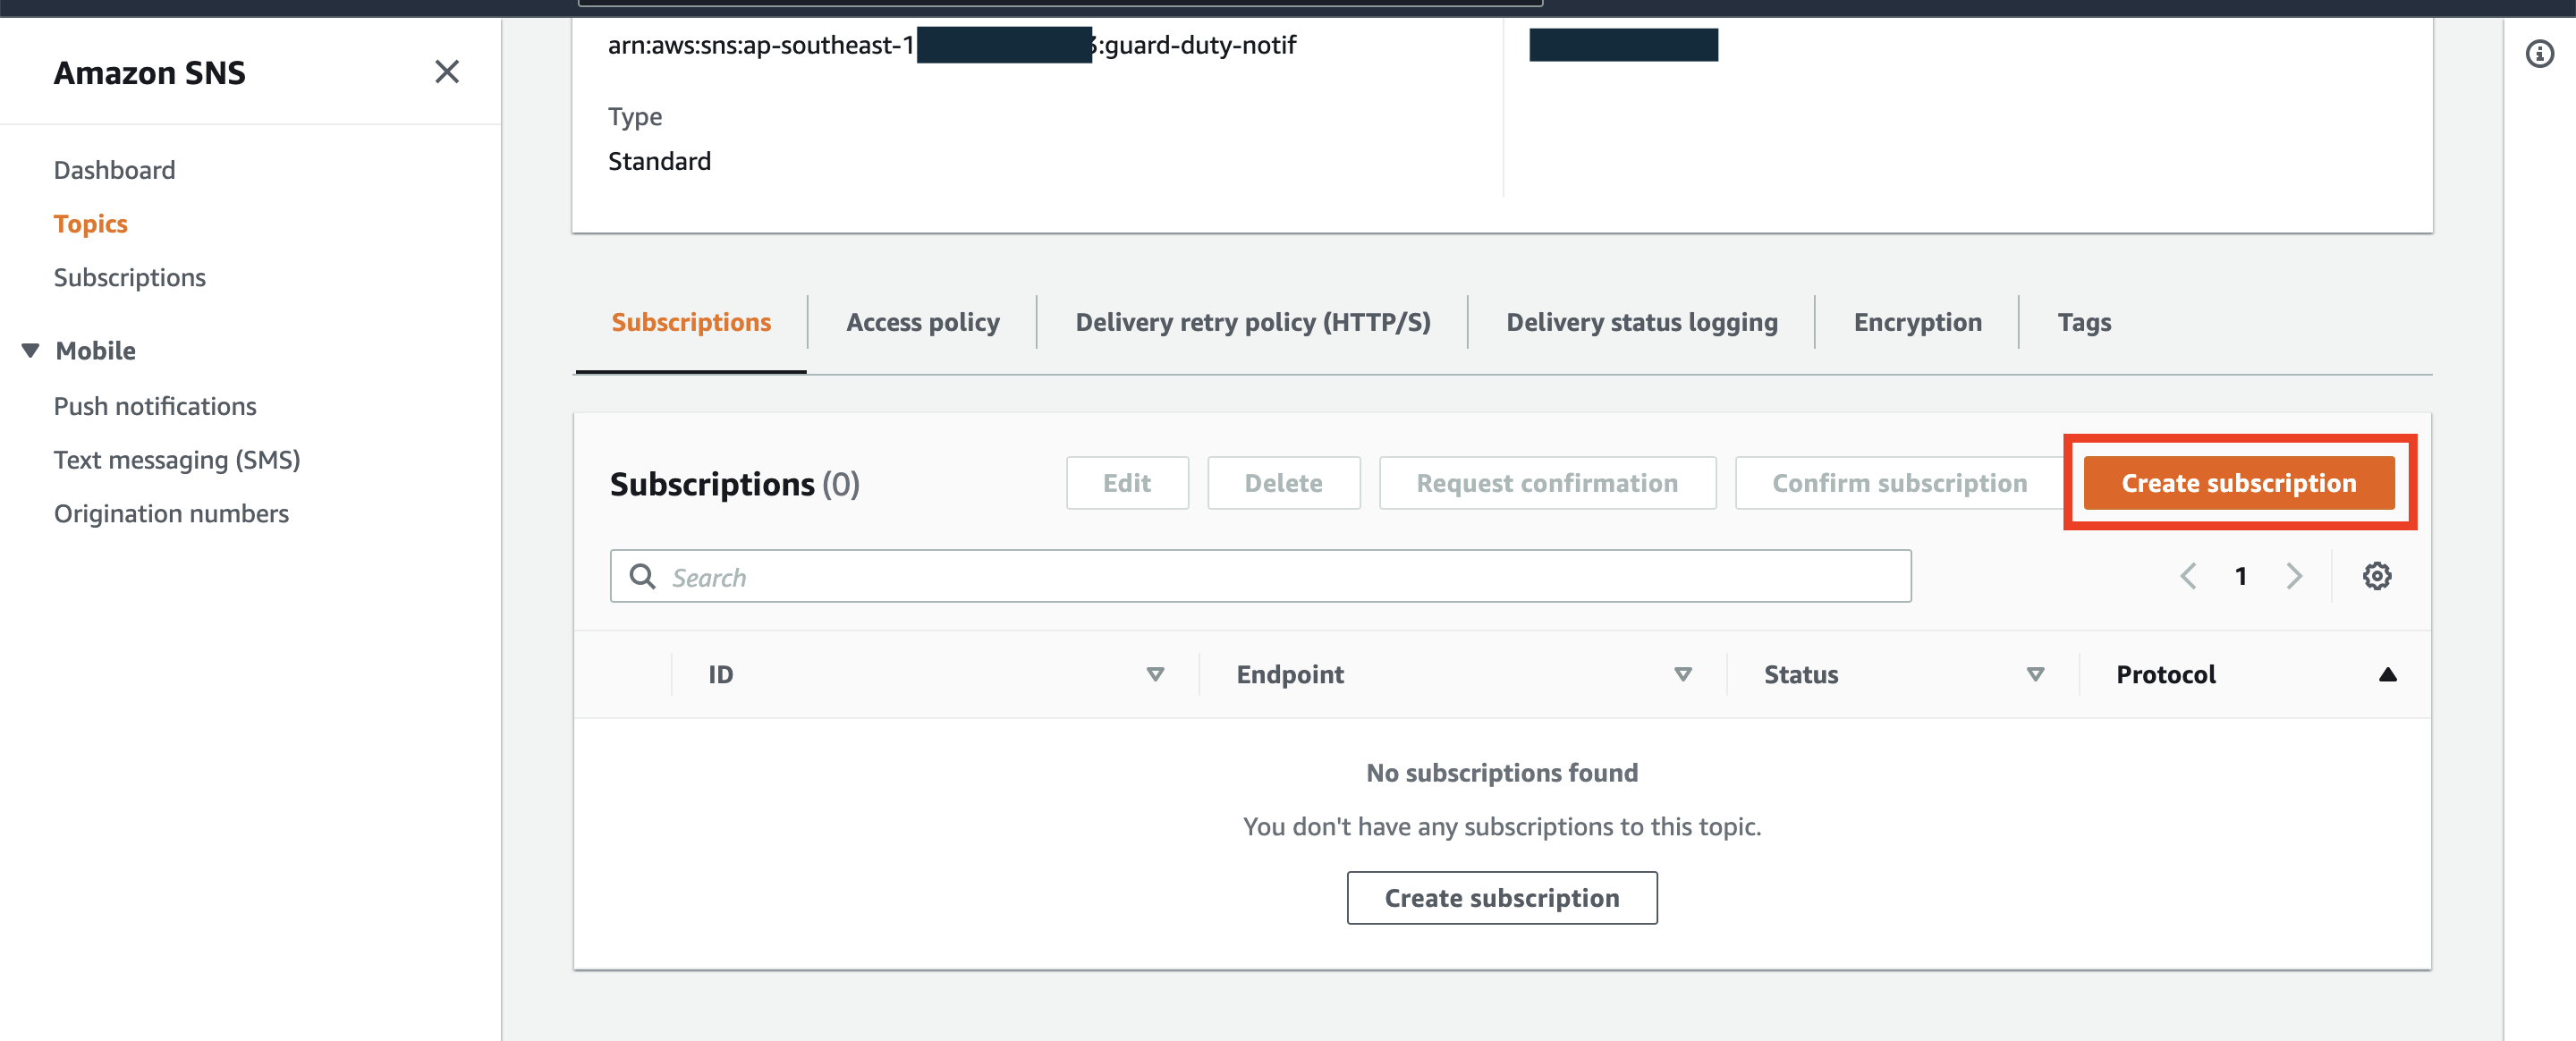 Amazon SNS
Dashboard
Topics
Subscriptions
Mobile
Push notifications
Text messaging (SMS)
Origination numbers
arn:aws:sns:ap-southeast-1 3:guard-duty-notif
Type
Standard
Subscriptions Access policy Delivery retry policy (HTTP/S) Delivery status logging Encryption Tags
Subscriptions (0) Edit Delete Request confirmation Confirm subscription Create subscription
Search 1
ID Endpoint Status Protocol
No subscriptions found
You don't have any subscriptions to this topic.
Create subscription